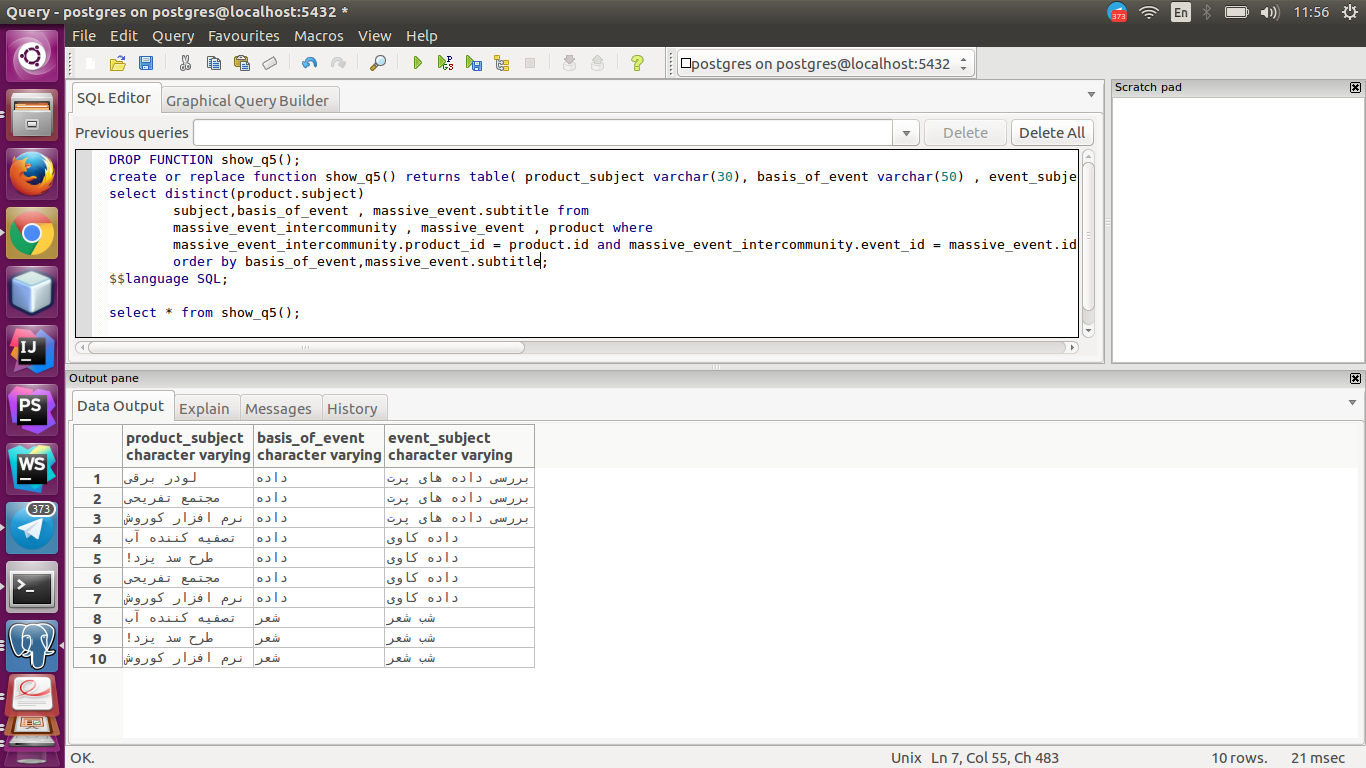 Query - postgres on postgres@localhost:5432 *
373
En
11:56
File Edit Query Favourites Macros View Help
postgres on postgres@localhost:5432
SQL Editor Graphical Query Builder
Scratch pad
Previous queries Delete Delete All
DROP FUNCTION show_q5();
create or replace function show_q5() returns table( product_subject varchar(30), basis_of_event varchar(50) , event_subje
select distinct(product.subject)
subject,basis_of_event , massive_event.subtitle from
massive_event_intercommunity , massive_event , product where
massive_event_intercommunity.product_id = product.id and massive_event_intercommunity.event_id = massive_event.id
order by basis_of_event,massive_event.subtitle;
$$language SQL;
select * from show_q5();
Output pane
Data Output Explain Messages History
product_subject basis_of_event event_subject
character varying character varying character varying
1 لودر برقی داده بررسی داده های پرت
2 مجتمع تفریحی داده بررسی داده های پرت
3 نرم افزار کوروش داده بررسی داده های پرت
4 تصفیه کننده آب داده داده کاوی
5 طرح سد یزد! داده داده کاوی
6 مجتمع تفریحی داده داده کاوی
7 نرم افزار کوروش داده داده کاوی
8 تصفیه کننده آب شعر شب شعر
9 طرح سد یزد! شعر شب شعر
10 نرم افزار کوروش شعر شب شعر
IJ
PS
WS
373
OK. Unix Ln 7, Col 55, Ch 483 10 rows. 21 msec